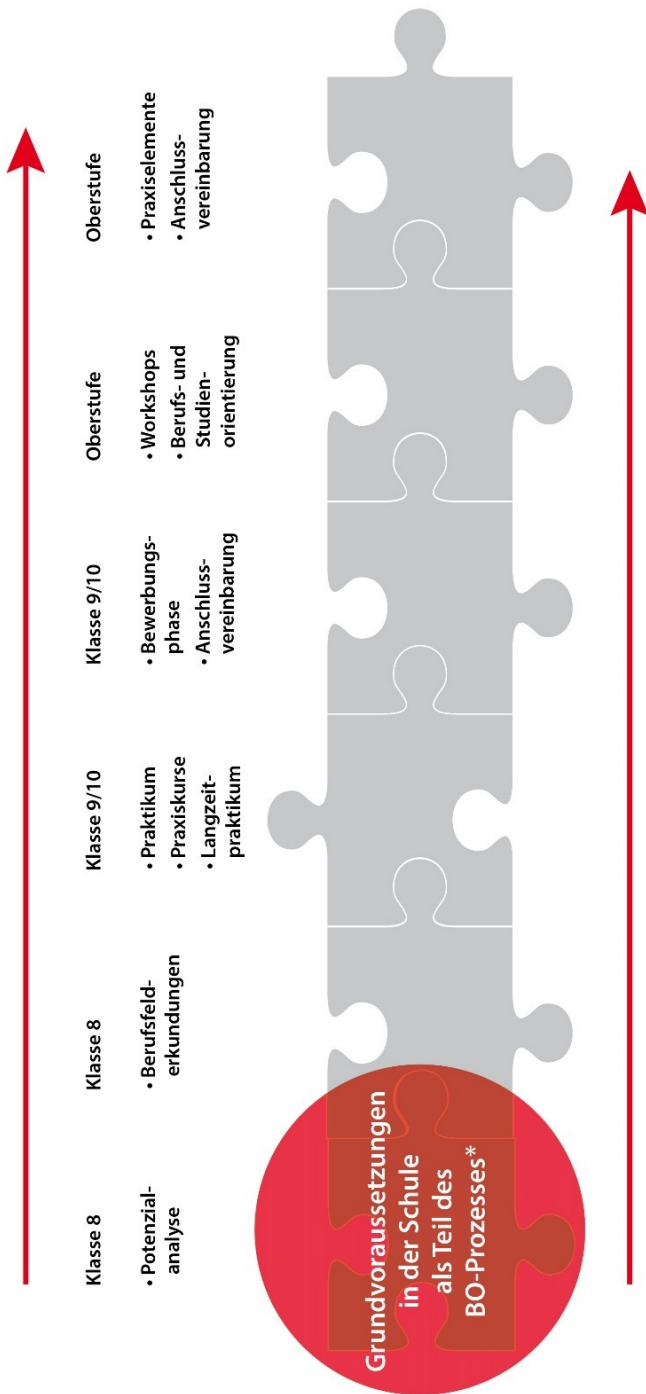 Klasse 8
• Potenzial-
analyse
Klasse 8
• Berufsfeld-
erkundungen
Klasse 9/10
• Praktikum
• Praxiskurse
• Langzeit-
praktikum
Klasse 9/10
• Bewerbungs-
phase
• Anschluss-
vereinbarung
Oberstufe
• Workshops
• Berufs- und
Studien-
orientierung
Oberstufe
• Praxiselemente
• Anschluss-
vereinbarung
Grundvoraussetzungen
in der Schule
als Teil des
BO-Prozesses*